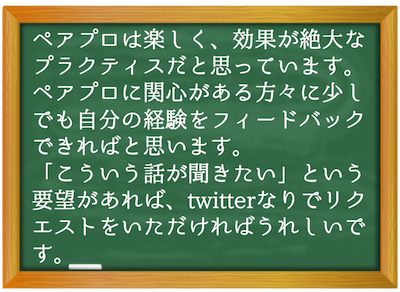 ペアプロは楽しく、効果が絶大な
プラクティスだと思っています。
ペアプロに関心がある方々に少し
でも自分の経験をフィードバック
できればと思います。
「こういう話が聞きたい」という
要望があれば、twitterなりでリク
エストをいただければうれしいで
す。